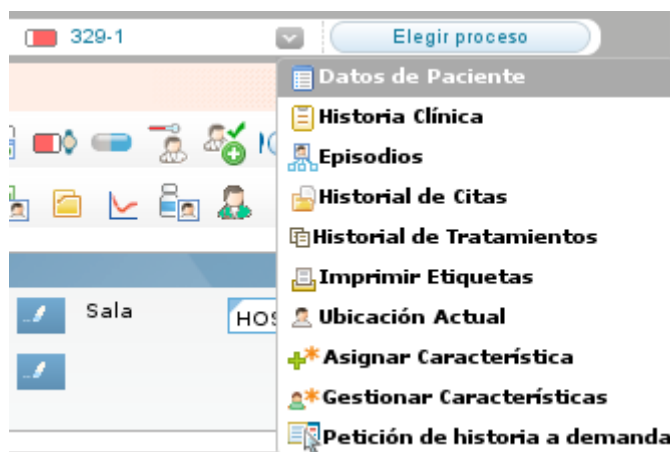 329-1
Elegir proceso
Datos de Paciente
Historia Clínica
Episodios
Historial de Citas
Historial de Tratamientos
Imprimir Etiquetas
Sala
HOS
Ubicación Actual
Asignar Característica
Gestionar Características
Petición de historia a demanda